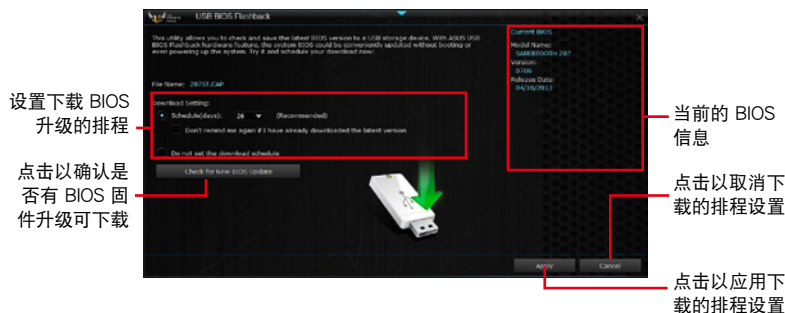 USB BIOS Flashback
This utility allows you to check and save the latest BIOS version to a USB storage device. With ASUS USB
BIOS Flashback hardware feature, the system BIOS could be conveniently updated without booting or
even powering up the system. Try it and schedule your download now!
File Name: Z87ST.CAP
Download Setting:
Schedule(days): 28 (Recommended)
Don't remind me again if I have already downloaded the latest version
Do not set the download schedule
Check for New BIOS Update
Current BIOS
Model Name:
SABERTOOTH Z87
Version:
0706
Release Date:
04/18/2013
Apply
Cancel
设置下载 BIOS
升级的排程
点击以确认是
否有 BIOS 固
件升级可下载
当前的 BIOS
信息
点击以取消下
载的排程设置
点击以应用下
载的排程设置